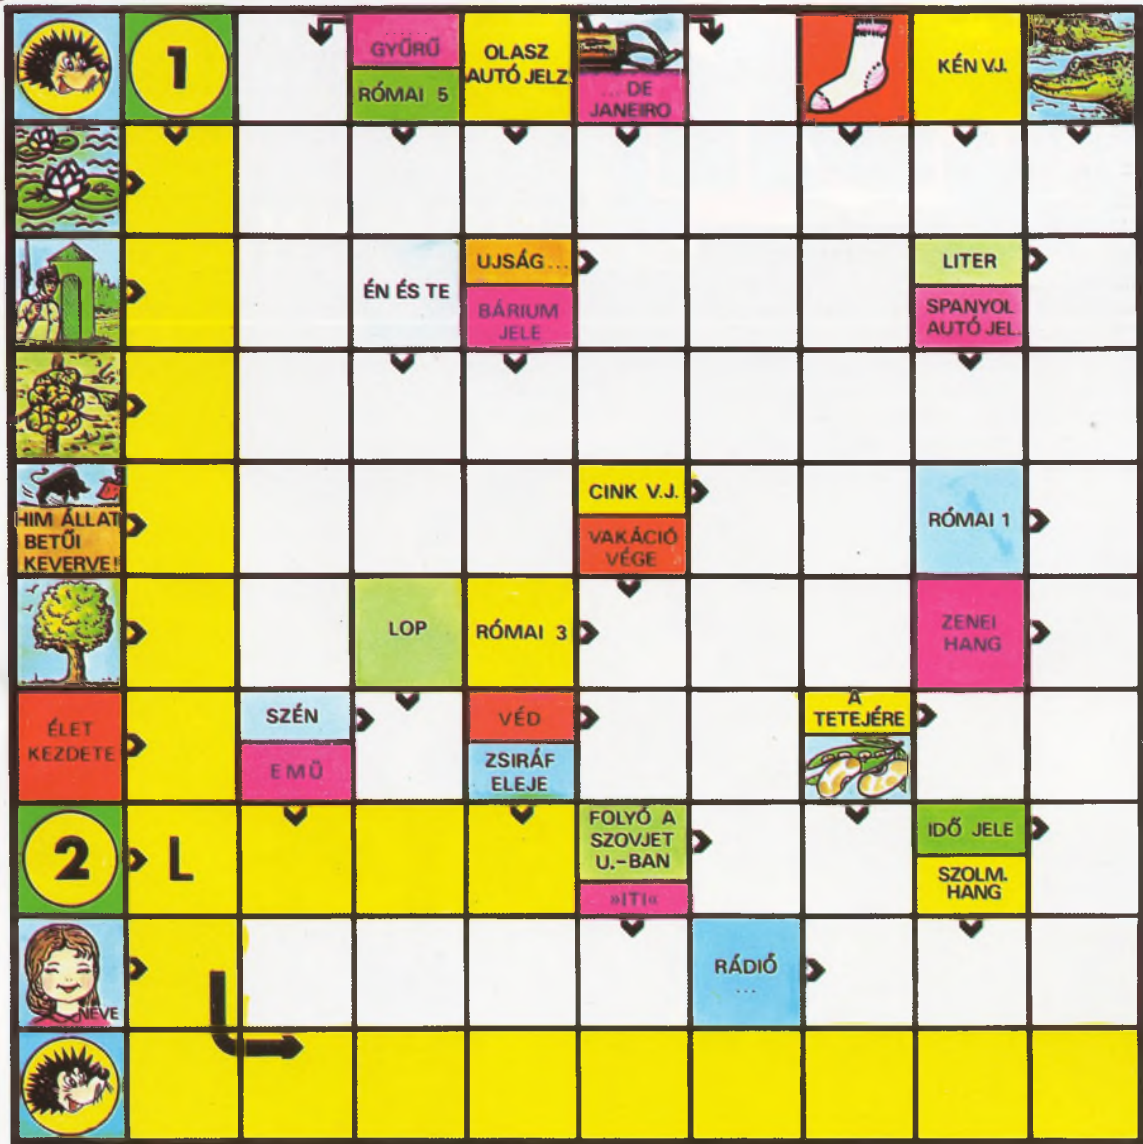 1
..... GYŰRŰ
RÓMAI 5
OLASZ
AUTÓ JELZ.
... DE
JANEIRO
KÉN V.J.
ÉN ÉS TE
UJSÁG...
BÁRIUM
JELE
LITER
SPANYOL
AUTÓ JEL.
HIM ÁLLAT
BETŰI
KEVERVE!
CINK V.J.
VAKÁCIÓ
VÉGE
RÓMAI 1
LOP
RÓMAI 3
ZENEI
HANG
ÉLET
KEZDETE
SZÉN
EMŰ
VÉD
ZSIRÁF
ELEJE
A
TETEJÉRE
2
L
FOLYÓ A
SZOVJET
U.-BAN
»ITI«
IDŐ JELE
SZOLM.
HANG
NEVE
RÁDIÓ
...